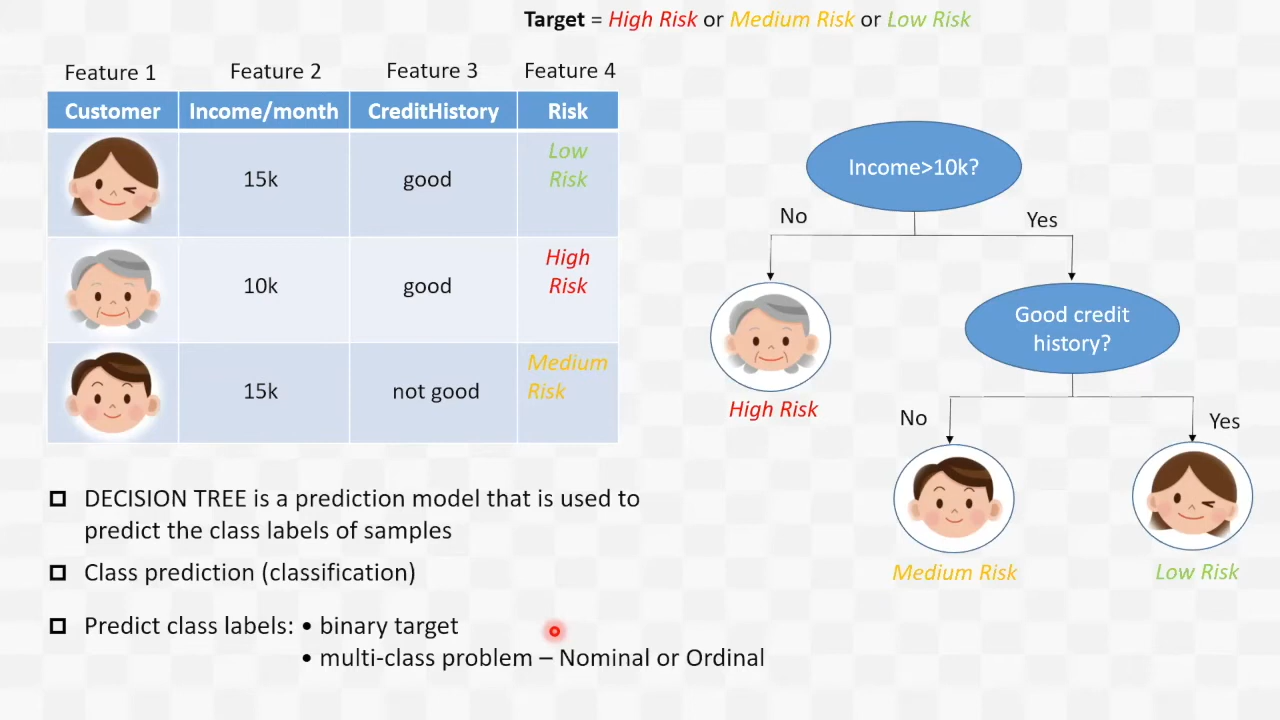 Target = High Risk or Medium Risk or Low Risk
Feature 1 Feature 2 Feature 3 Feature 4
Customer Income/month CreditHistory Risk
15k good Low Risk
10k good High Risk
15k not good Medium Risk
Income>10k?
No Yes
High Risk
Good credit
history?
No Yes
Medium Risk Low Risk
DECISION TREE is a prediction model that is used to
predict the class labels of samples
Class prediction (classification)
Predict class labels: • binary target
• multi-class problem – Nominal or Ordinal